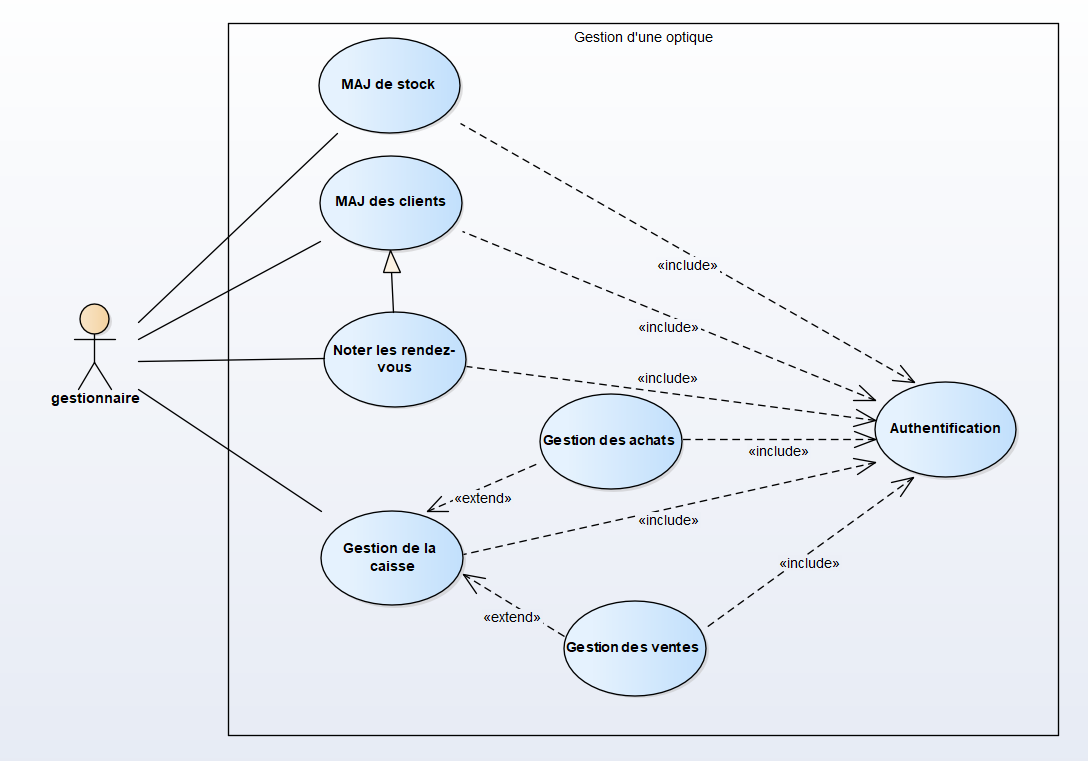 Gestion d'une optique
MAJ de stock
MAJ des clients
«include»
«include»
gestionnaire
Noter les rendez-
vous
«include»
Gestion des achats
«include»
Authentification
«extend»
«include»
Gestion de la
caisse
«include»
«extend»
Gestion des ventes